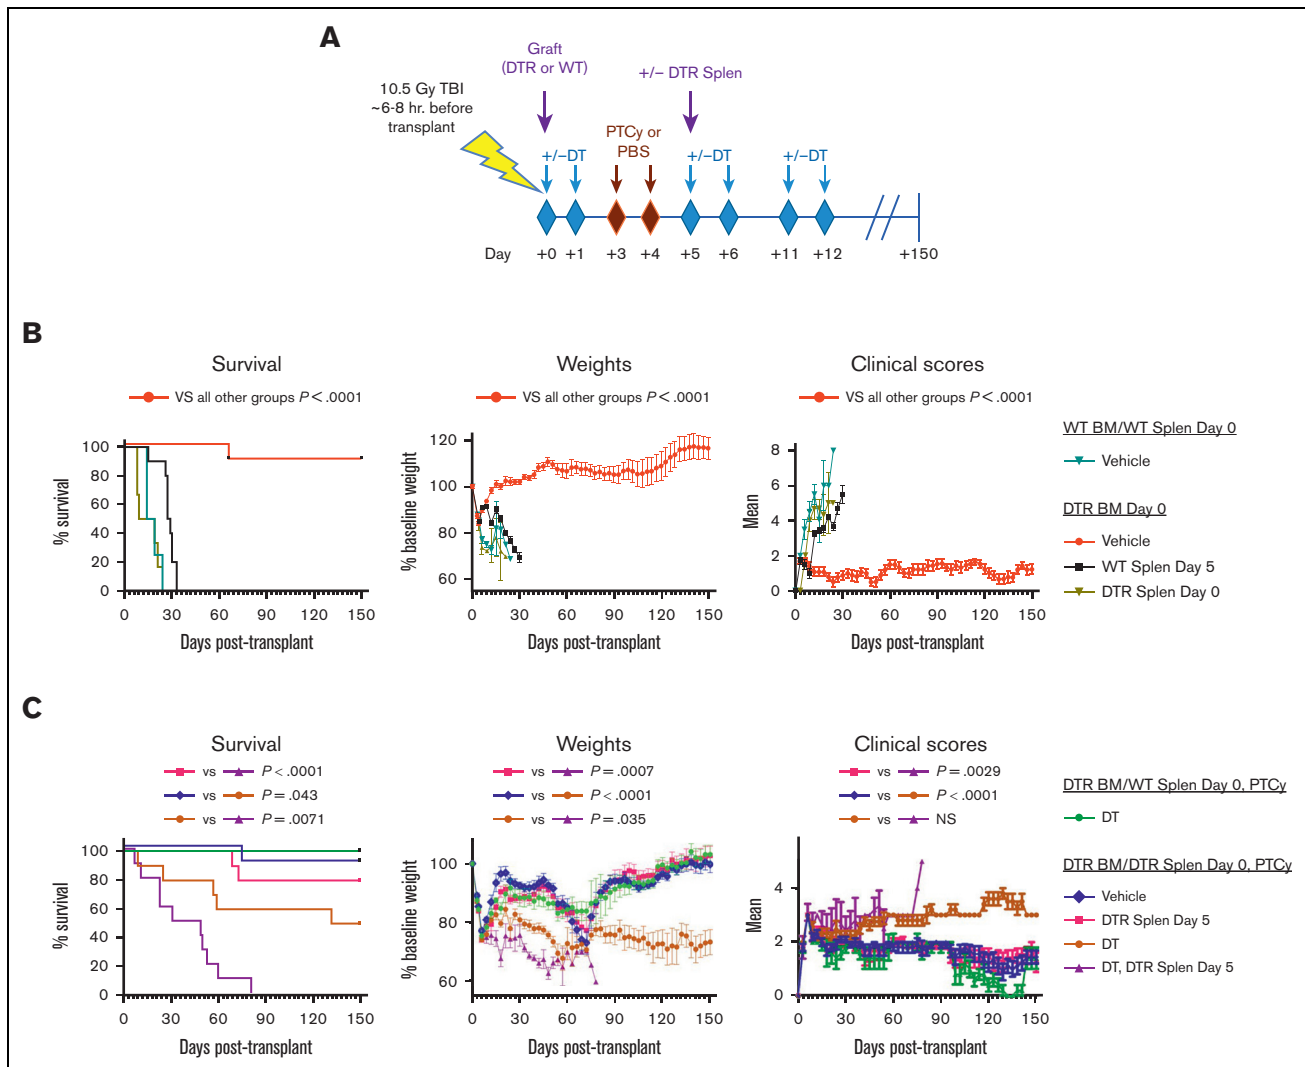 A
Graft
(DTR or WT)
+/− DTR Splen
10.5 Gy TBI
~6-8 hr. before
transplant
PTCy or
PBS
+/−DT
+/−DT
+/−DT
Day
+0
+1
+3
+4
+5
+6
+11
+12
+150
B
Survival
VS all other groups P < .0001
% survival
100
80
60
40
20
0
0
30
60
90
120
150
Days post-transplant
Weights
VS all other groups P < .0001
% baseline weight
120
100
80
60
0
30
60
90
120
150
Days post-transplant
Clinical scores
VS all other groups P < .0001
Mean
8
6
4
2
0
0
30
60
90
120
150
Days post-transplant
WT BM/WT Splen Day 0
Vehicle
DTR BM Day 0
Vehicle
WT Splen Day 5
DTR Splen Day 0
C
Survival
vs P < .0001
vs P = .043
vs P = .0071
% survival
100
80
60
40
20
0
0
30
60
90
120
150
Days post-transplant
Weights
vs P = .0007
vs P < .0001
vs P = .035
% baseline weight
100
80
60
0
30
60
90
120
150
Days post-transplant
Clinical scores
vs P = .0029
vs P < .0001
vs NS
Mean
4
2
0
0
30
60
90
120
150
Days post-transplant
DTR BM/WT Splen Day 0, PTCy
DT
DTR BM/DTR Splen Day 0, PTCy
Vehicle
DTR Splen Day 5
DT
DT, DTR Splen Day 5